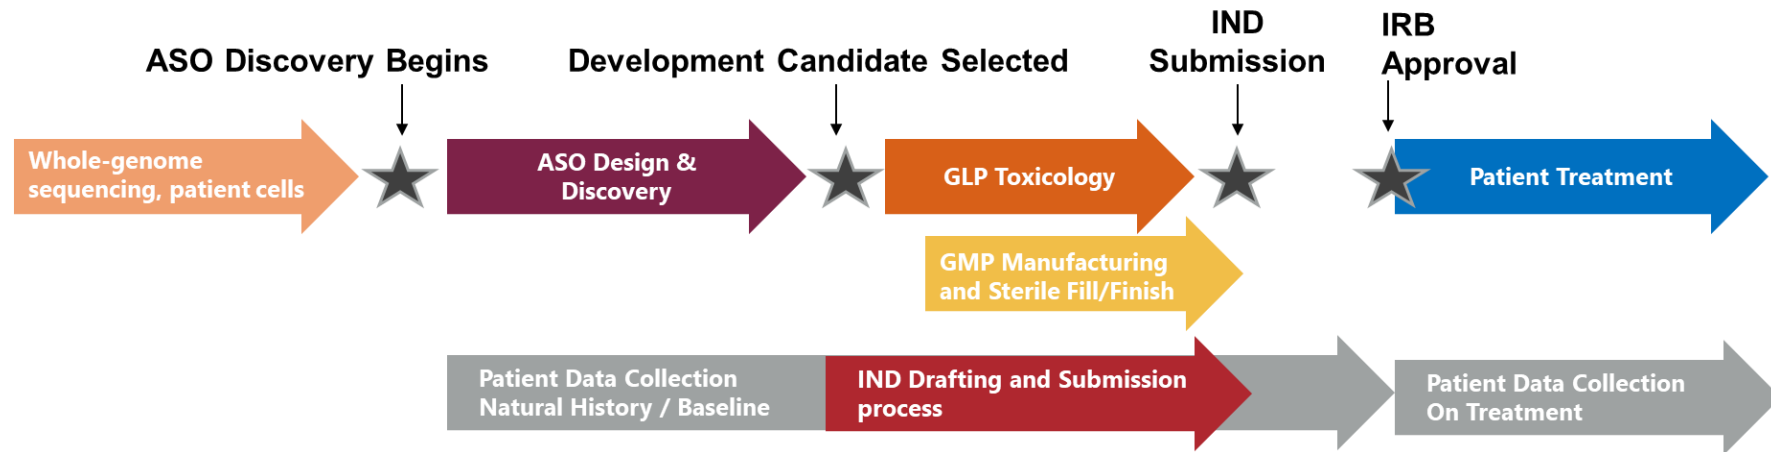 ASO Discovery Begins
Development Candidate Selected
IND
Submission
IRB
Approval
Whole-genome
sequencing, patient cells
ASO Design &
Discovery
GLP Toxicology
Patient Treatment
GMP Manufacturing
and Sterile Fill/Finish
Patient Data Collection
Natural History / Baseline
IND Drafting and Submission
process
Patient Data Collection
On Treatment